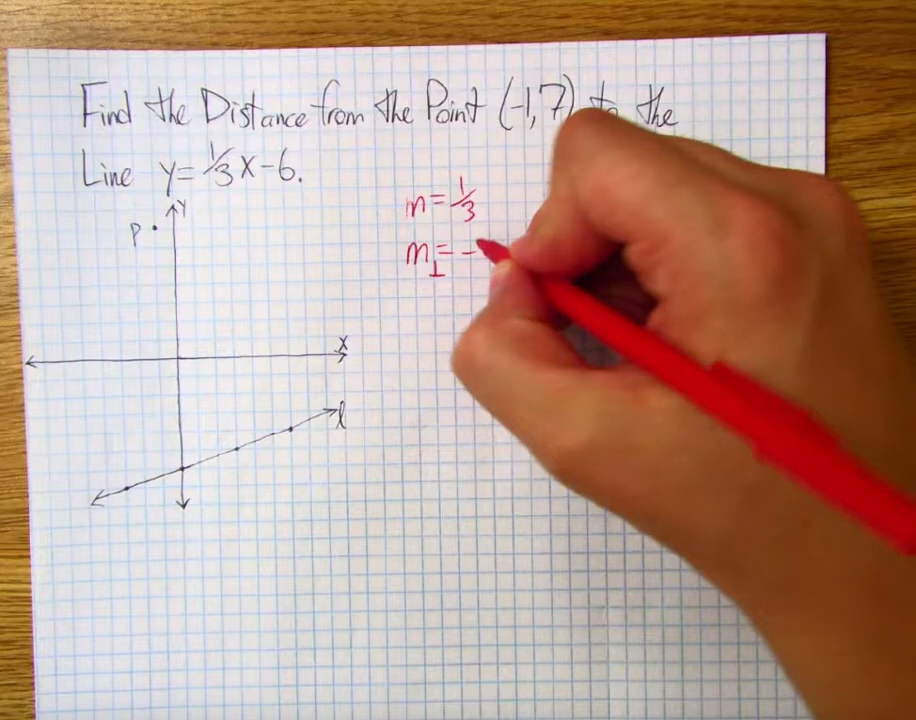 Find the Distance from the Point (-1,7) to the
Line y=1/3x-6.
m=1/3
m⊥=-
P
y
x
l